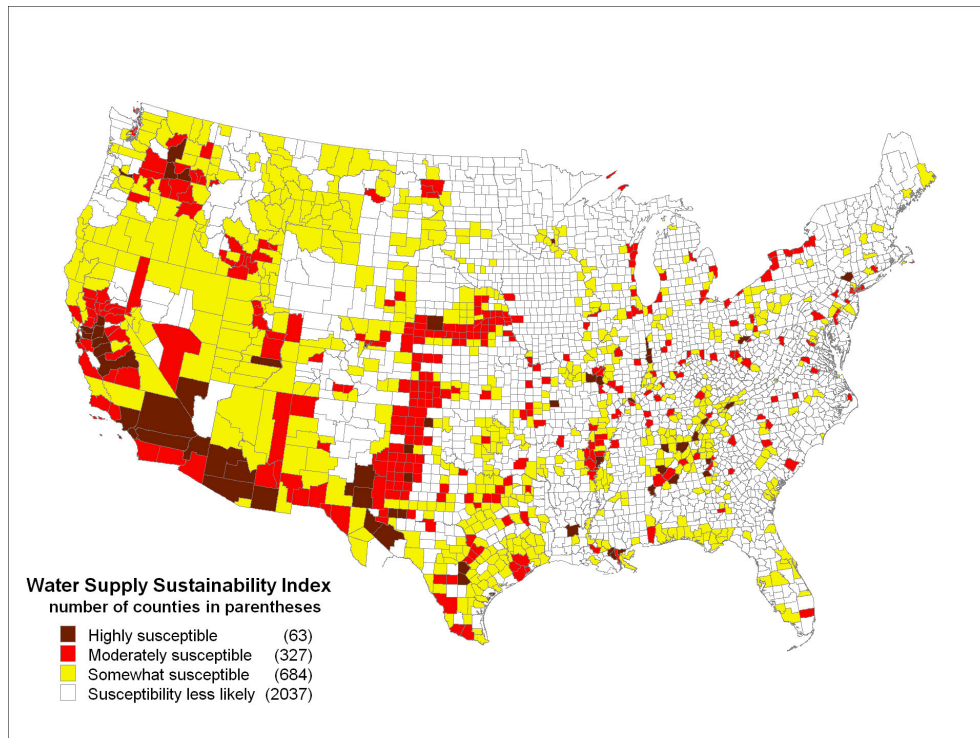 Water Supply Sustainability Index
number of counties in parentheses
Highly susceptible (63)
Moderately susceptible (327)
Somewhat susceptible (684)
Susceptibility less likely (2037)